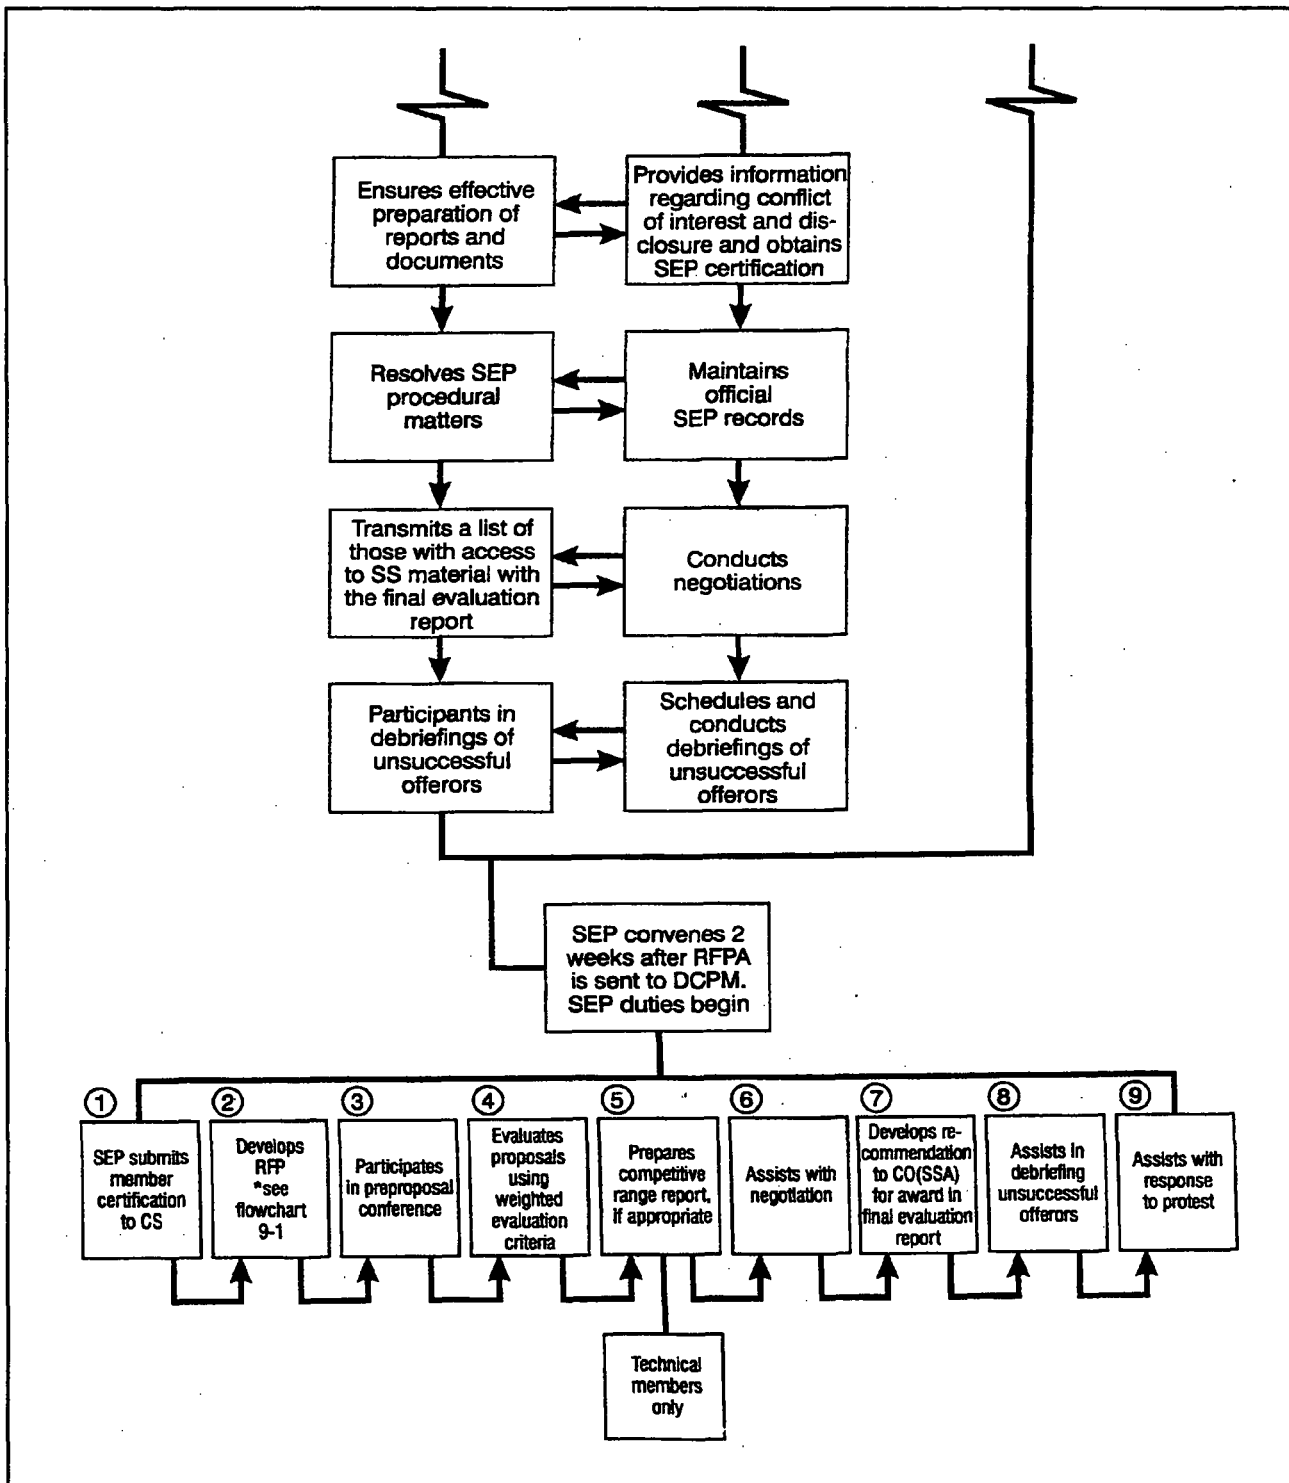 Ensures effective
preparation of
reports and
documents
Provides information
regarding conflict
of interest and dis-
closure and obtains
SEP certification
Resolves SEP
procedural
matters
Maintains
official
SEP records
Transmits a list of
those with access
to SS material with
the final evaluation
report
Conducts
negotiations
Participants in
debriefings of
unsuccessful
offerors
Schedules and
conducts
debriefings of
unsuccessful
offerors
SEP convenes 2
weeks after RFPA
is sent to DCPM.
SEP duties begin
1
SEP submits
member
certification
to CS
2
Develops
RFP
*see
flowchart
9-1
3
Participates
in preproposal
conference
4
Evaluates
proposals
using
weighted
evaluation
criteria
5
Prepares
competitive
range report,
if appropriate
6
Assists with
negotiation
7
Develops re-
commendation
to CO(SSA)
for award in
final evaluation
report
8
Assists in
debriefing
unsuccessful
offerors
9
Assists with
response
to protest
Technical
members
only